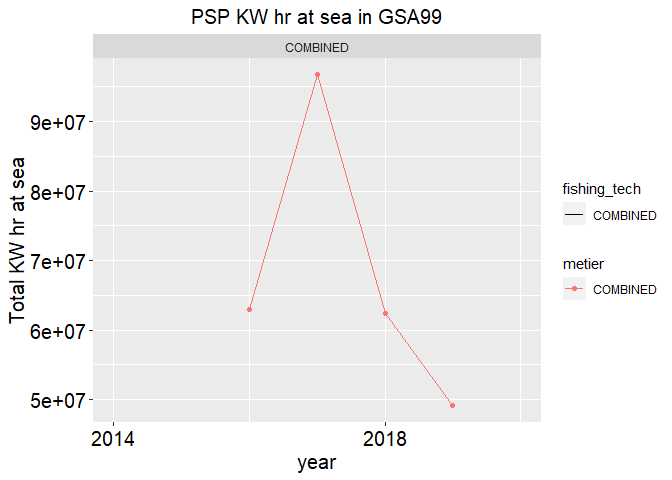 PSP KW hr at sea in GSA99
COMBINED
Total KW hr at sea
9e+07
8e+07
7e+07
6e+07
5e+07
2014
2018
year
fishing_tech
COMBINED
metier
COMBINED